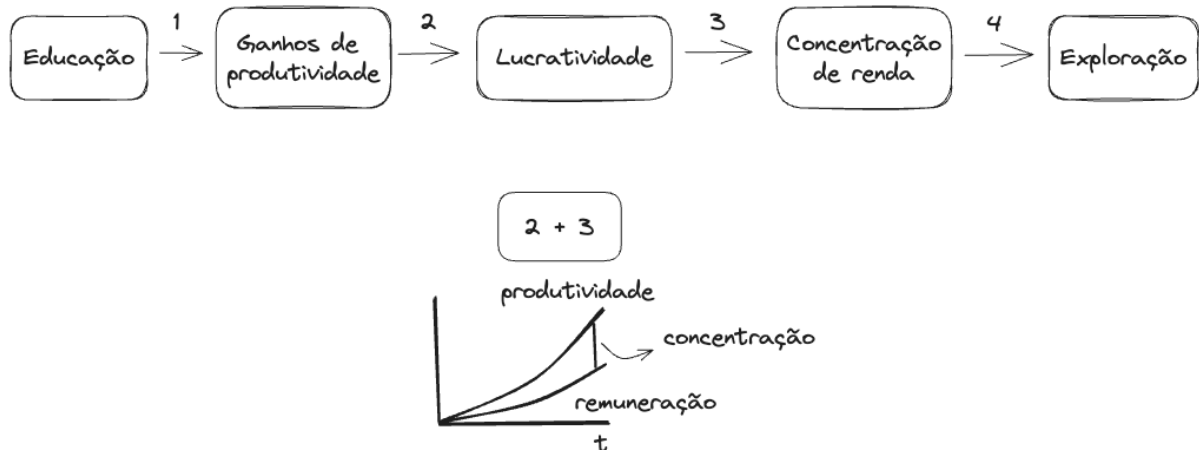 1
2
3
4
Educação
Ganhos de
produtividade
Lucratividade
Concentração
de renda
Exploração
2 + 3
produtividade
concentração
remuneração
t